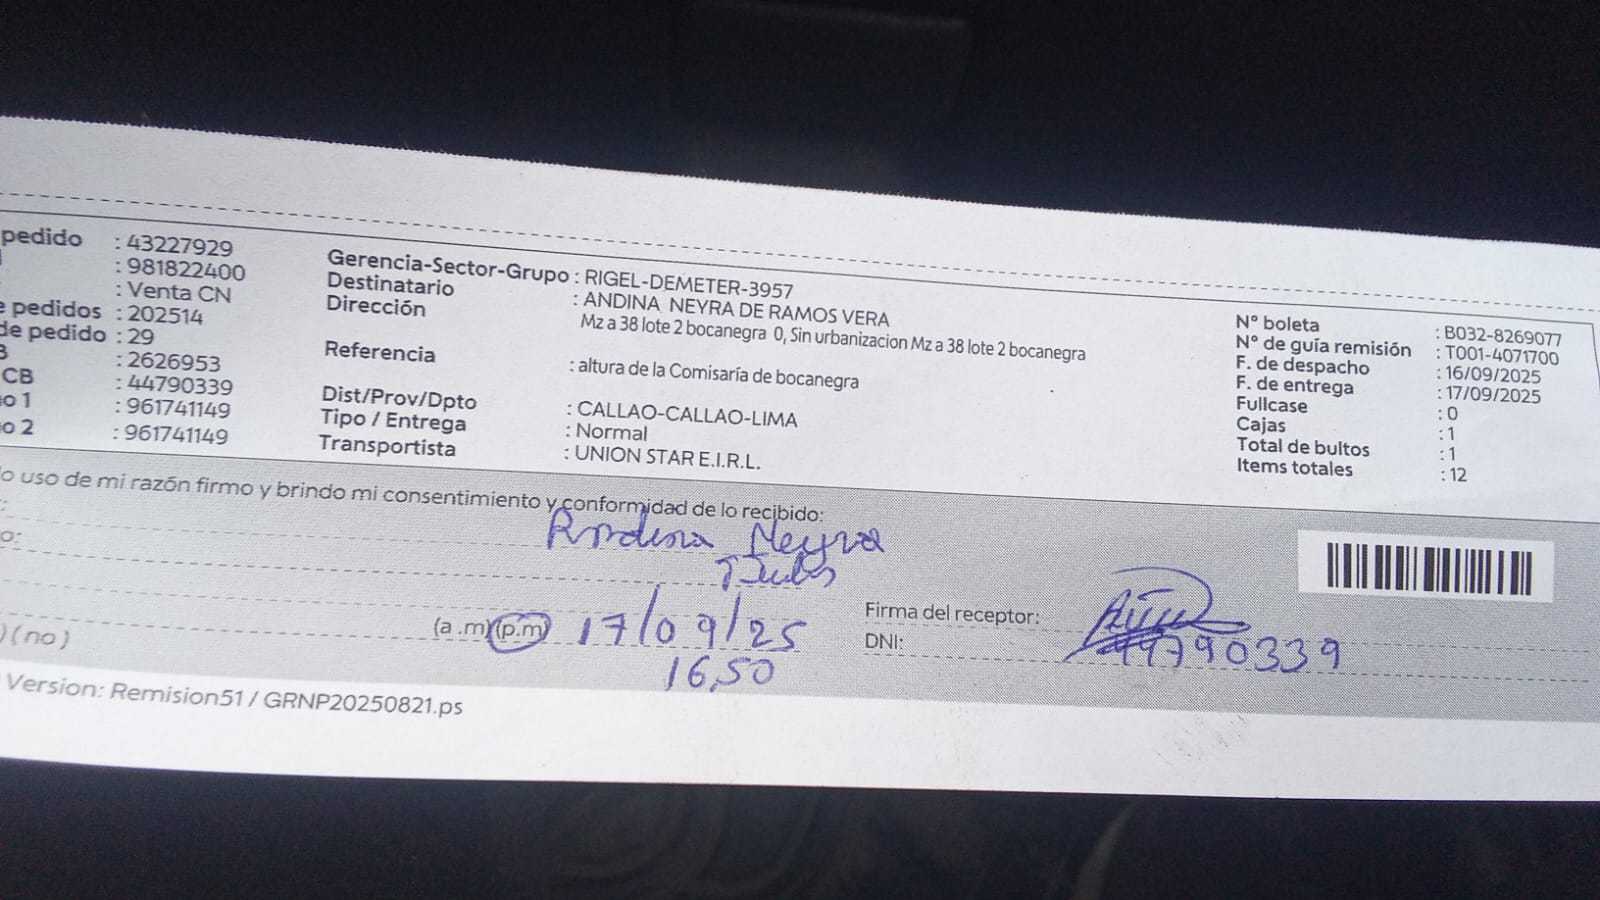 pedido : 43227929
: 981822400
: Venta CN
e pedidos : 202514
de pedido : 29
: 2626953
CB : 44790339
no 1 : 961741149
no 2 : 961741149
Gerencia-Sector-Grupo : RIGEL-DEMETER-3957
Destinatario : ANDINA NEYRA DE RAMOS VERA
Dirección : Mz a 38 lote 2 bocanegra 0, Sin urbanizacion Mz a 38 lote 2 bocanegra
Referencia : altura de la Comisaría de bocanegra
Dist/Prov/Dpto : CALLAO-CALLAO-LIMA
Tipo / Entrega : Normal
Transportista : UNION STAR E.I.R.L.
N° boleta : B032-8269077
N° de guía remisión : T001-4071700
F. de despacho : 16/09/2025
F. de entrega : 17/09/2025
Fullcase : 0
Cajas : 1
Total de bultos : 1
Items totales : 12
o uso de mi razón firmo y brindo mi consentimiento y conformidad de lo recibido:
Andina Neyra
o:
(a.m)(p.m) 17/09/25
16,50
) ( no )
Firma del receptor:
DNI: 44790339
Version: Remision51 / GRNP20250821.ps